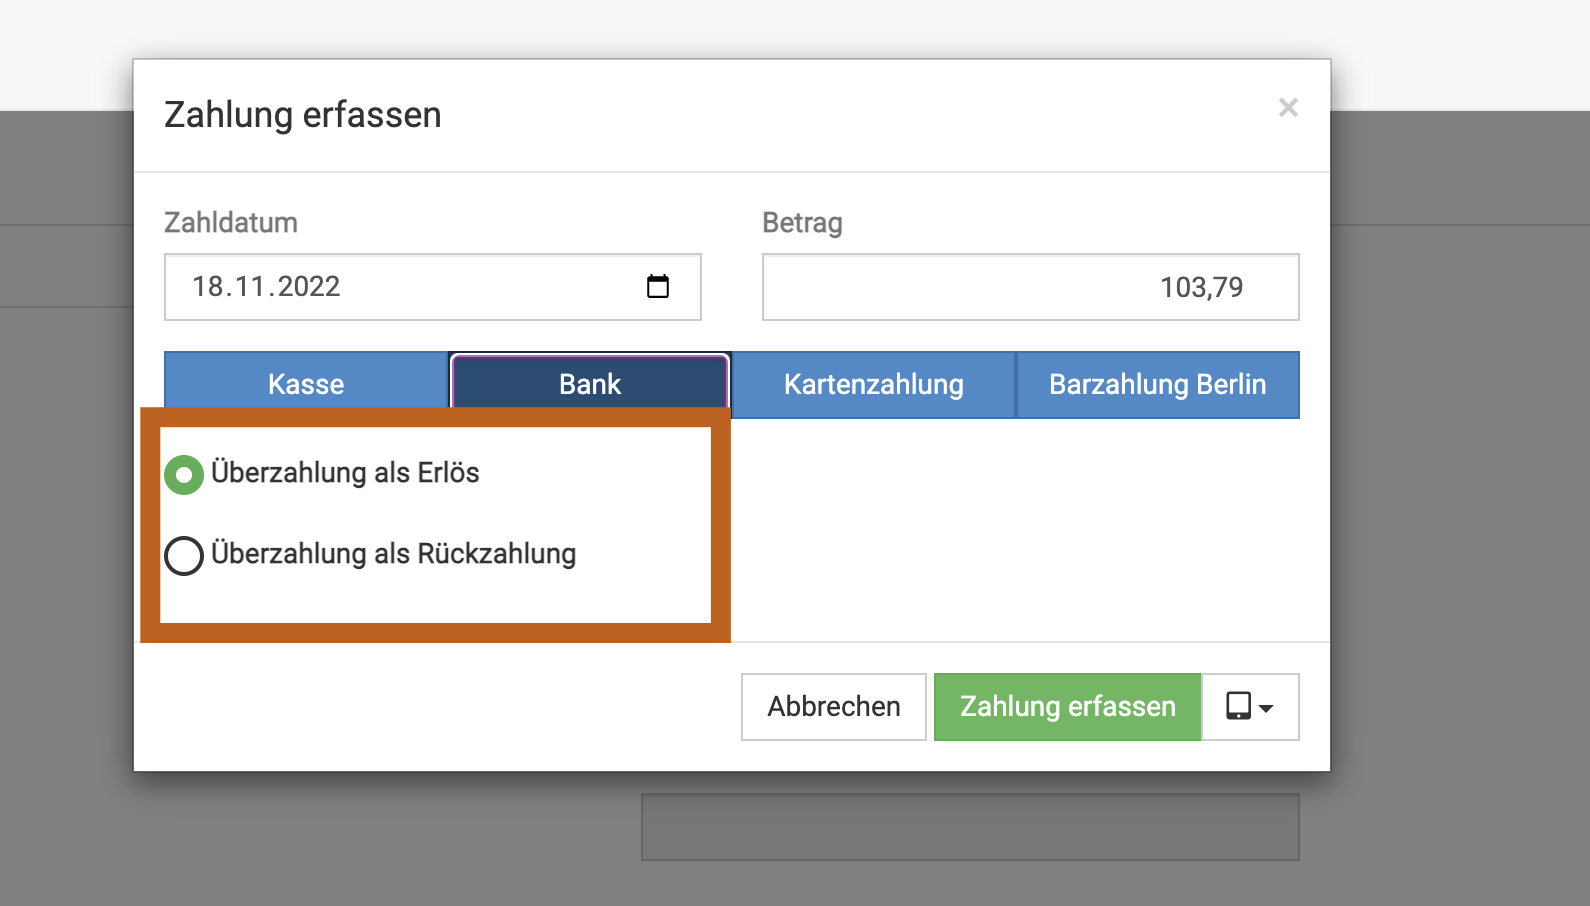 Zahlung erfassen ×
Zahldatum Betrag
18.11.2022 103,79
Kasse Bank Kartenzahlung Barzahlung Berlin
Überzahlung als Erlös
Überzahlung als Rückzahlung
Abbrechen Zahlung erfassen